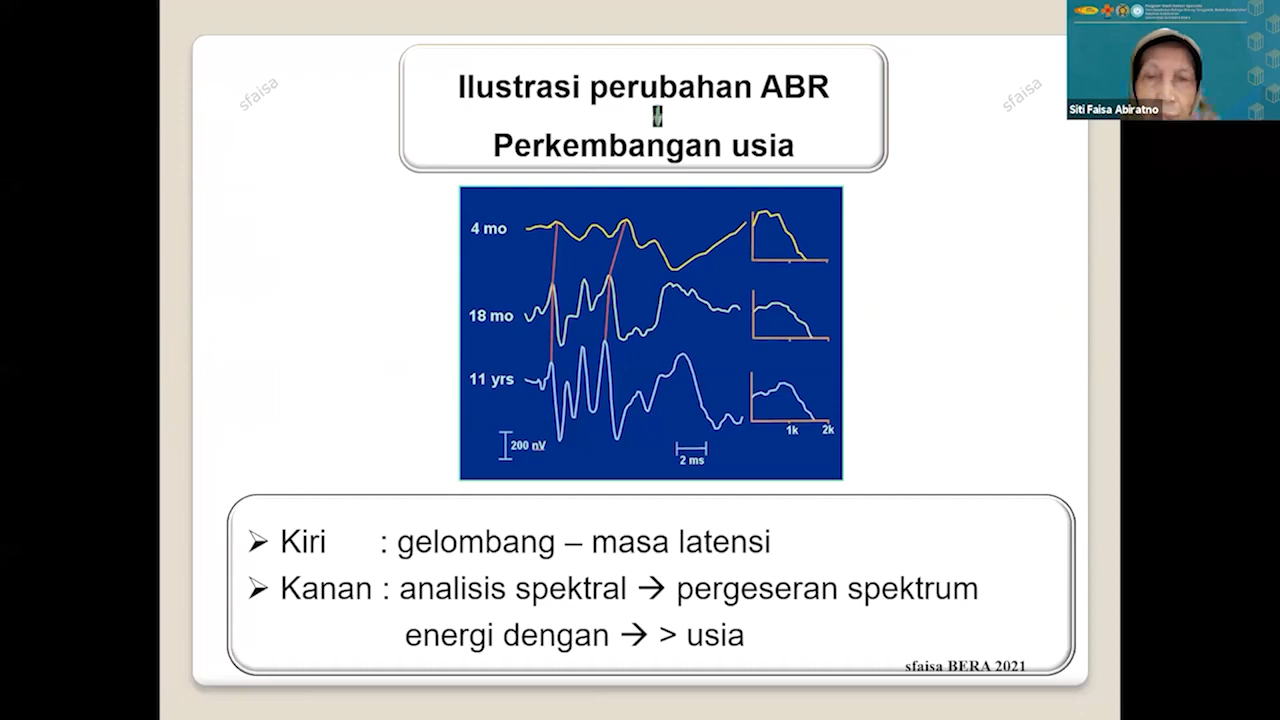 sfaisa
Ilustrasi perubahan ABR
Perkembangan usia
sfaisa
Siti Faisa Abiratno
4 mo
18 mo
11 yrs
200 nV
2 ms
1k 2k
➢ Kiri : gelombang – masa latensi
➢ Kanan : analisis spektral → pergeseran spektrum
energi dengan → > usia
sfaisa BERA 2021